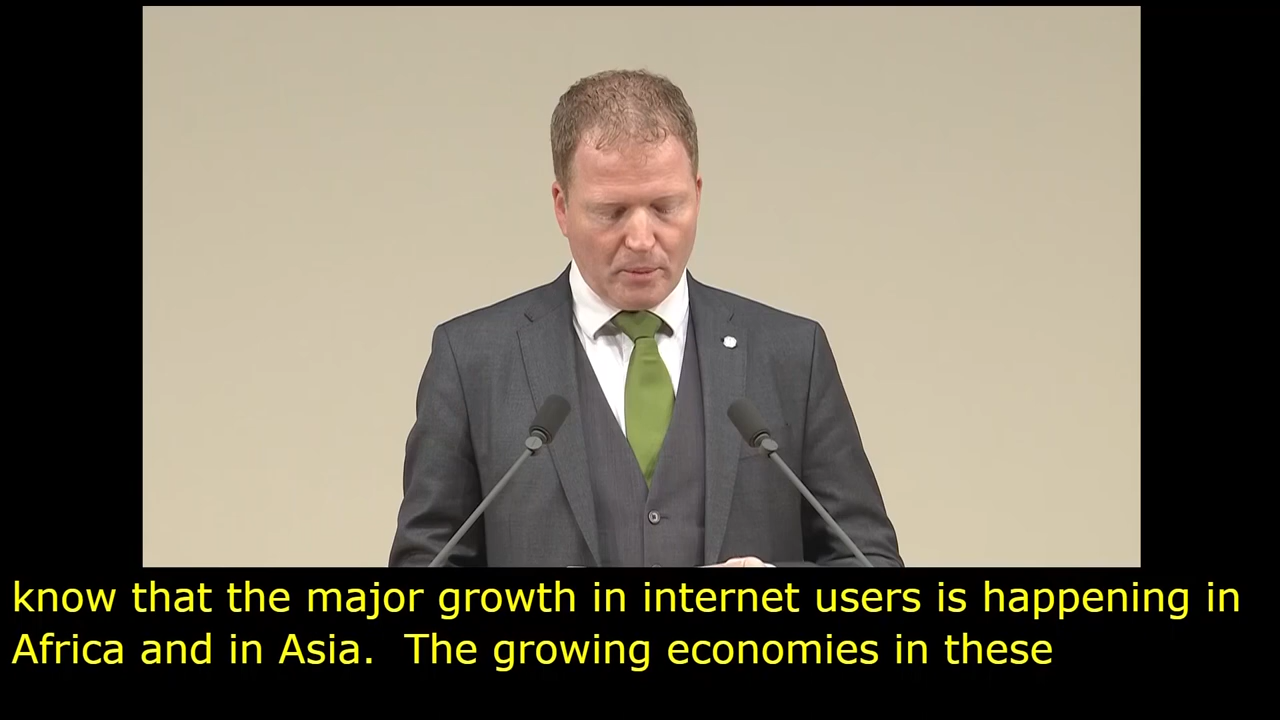 know that the major growth in internet users is happening in
Africa and in Asia.  The growing economies in these